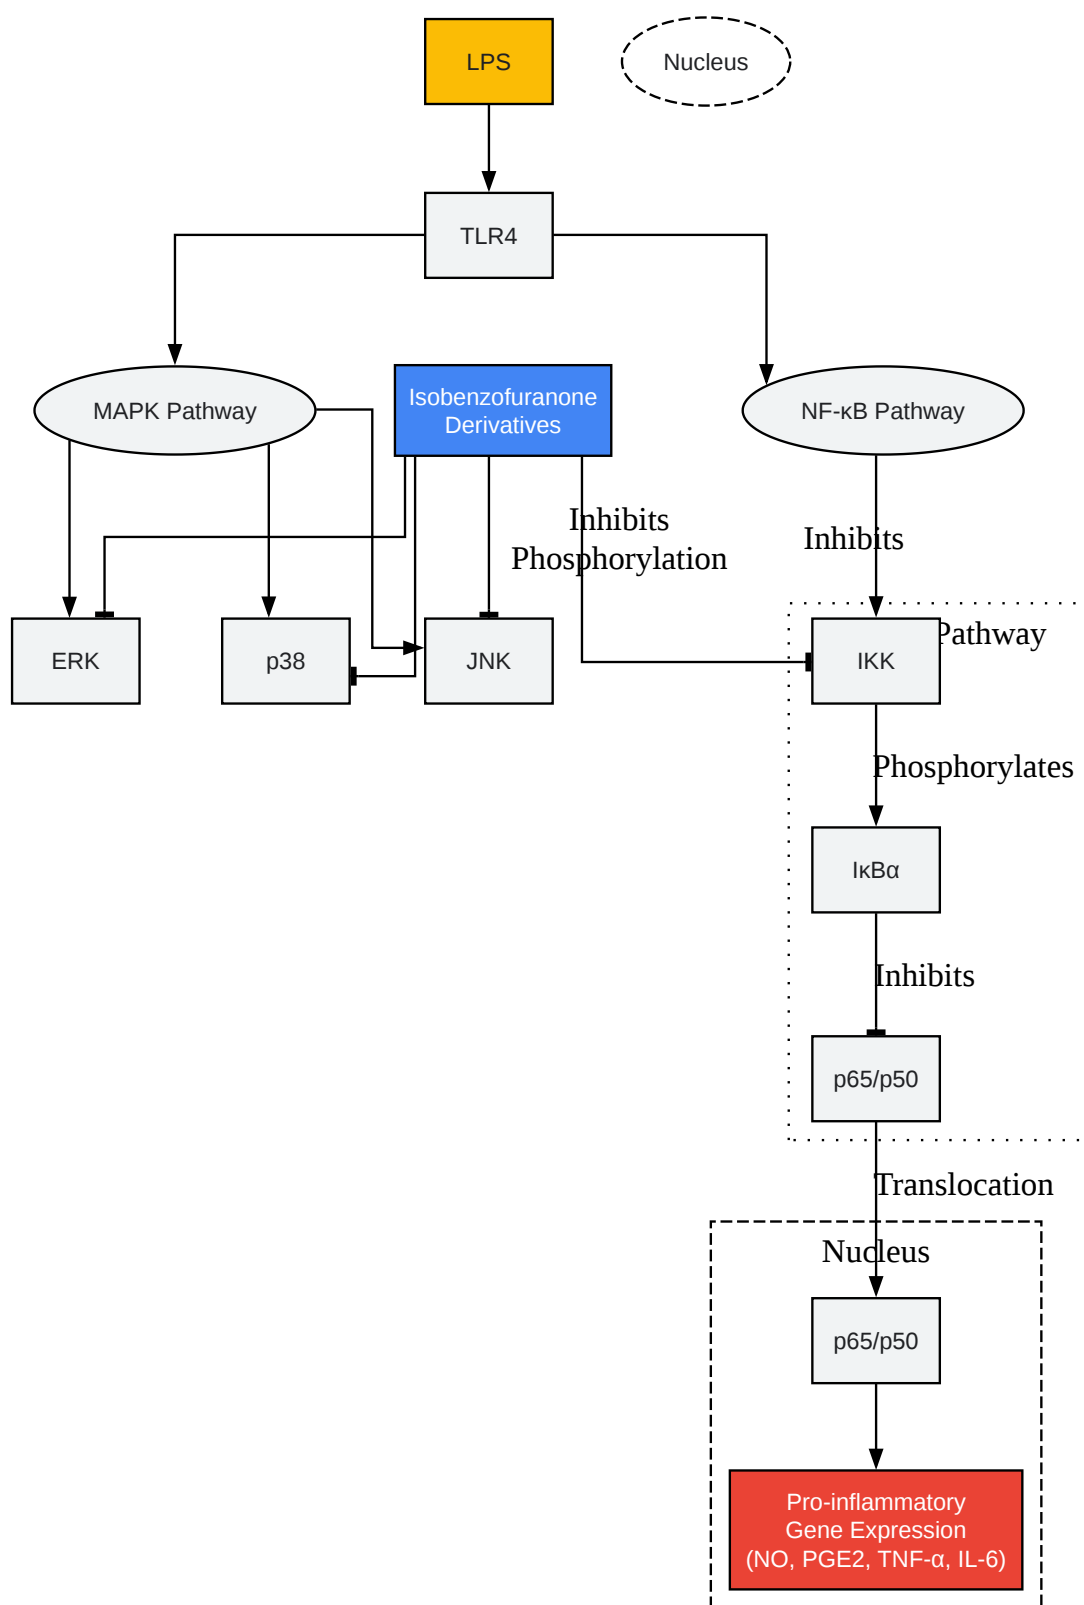 LPS
Nucleus
TLR4
MAPK Pathway
Isobenzofuranone
Derivatives
NF-κB Pathway
Inhibits
Phosphorylation
Inhibits
Pathway
ERK
p38
JNK
IKK
Phosphorylates
IκBα
Inhibits
p65/p50
Translocation
Nucleus
p65/p50
Pro-inflammatory
Gene Expression
(NO, PGE2, TNF-α, IL-6)